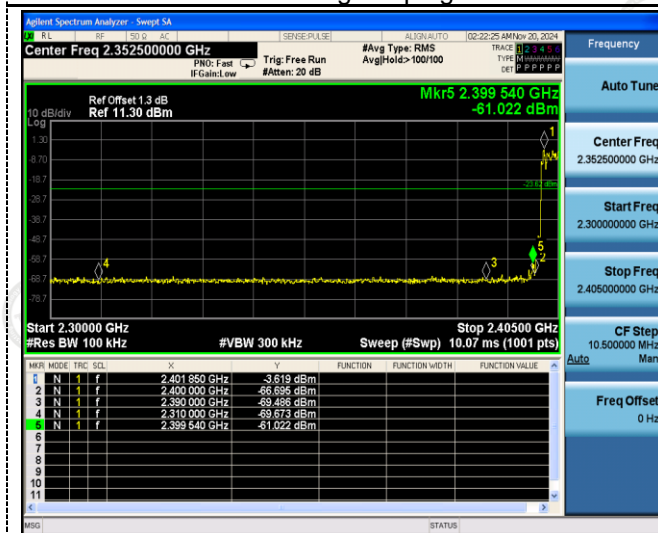 Agilent Spectrum Analyzer - Swept SA
RL RF 50 Ω AC SENSE:PULSE ALIGNAUTO 02:22:25 AM Nov 20, 2024
Center Freq 2.352500000 GHz
PNO: Fast
IFGain:Low
Trig: Free Run
#Atten: 20 dB
#Avg Type: RMS
Avg|Hold>100/100
TRACE 1 2 3 4 5 6
TYPE M
DET P P P P P P
Ref Offset 1.3 dB
Ref 11.30 dBm
10 dB/div
Log
Mkr5 2.399 540 GHz
-61.022 dBm
1.30
-8.70
-18.7
-28.7
-38.7
-48.7
-58.7
-68.7
-78.7
-23.62 dBm
1
2
3
4
5
Start 2.30000 GHz Stop 2.40500 GHz
#Res BW 100 kHz #VBW 300 kHz Sweep (#Swp) 10.07 ms (1001 pts)
MKR MODE TRC SCL X Y FUNCTION FUNCTION WIDTH FUNCTION VALUE
1 N 1 f 2.401 850 GHz -3.619 dBm
2 N 1 f 2.400 000 GHz -66.695 dBm
3 N 1 f 2.390 000 GHz -69.486 dBm
4 N 1 f 2.310 000 GHz -69.673 dBm
5 N 1 f 2.399 540 GHz -61.022 dBm
6
7
8
9
10
11
MSG STATUS
Frequency
Auto Tune
Center Freq
2.352500000 GHz
Start Freq
2.300000000 GHz
Stop Freq
2.405000000 GHz
CF Step
10.500000 MHz
Auto Man
Freq Offset
0 Hz